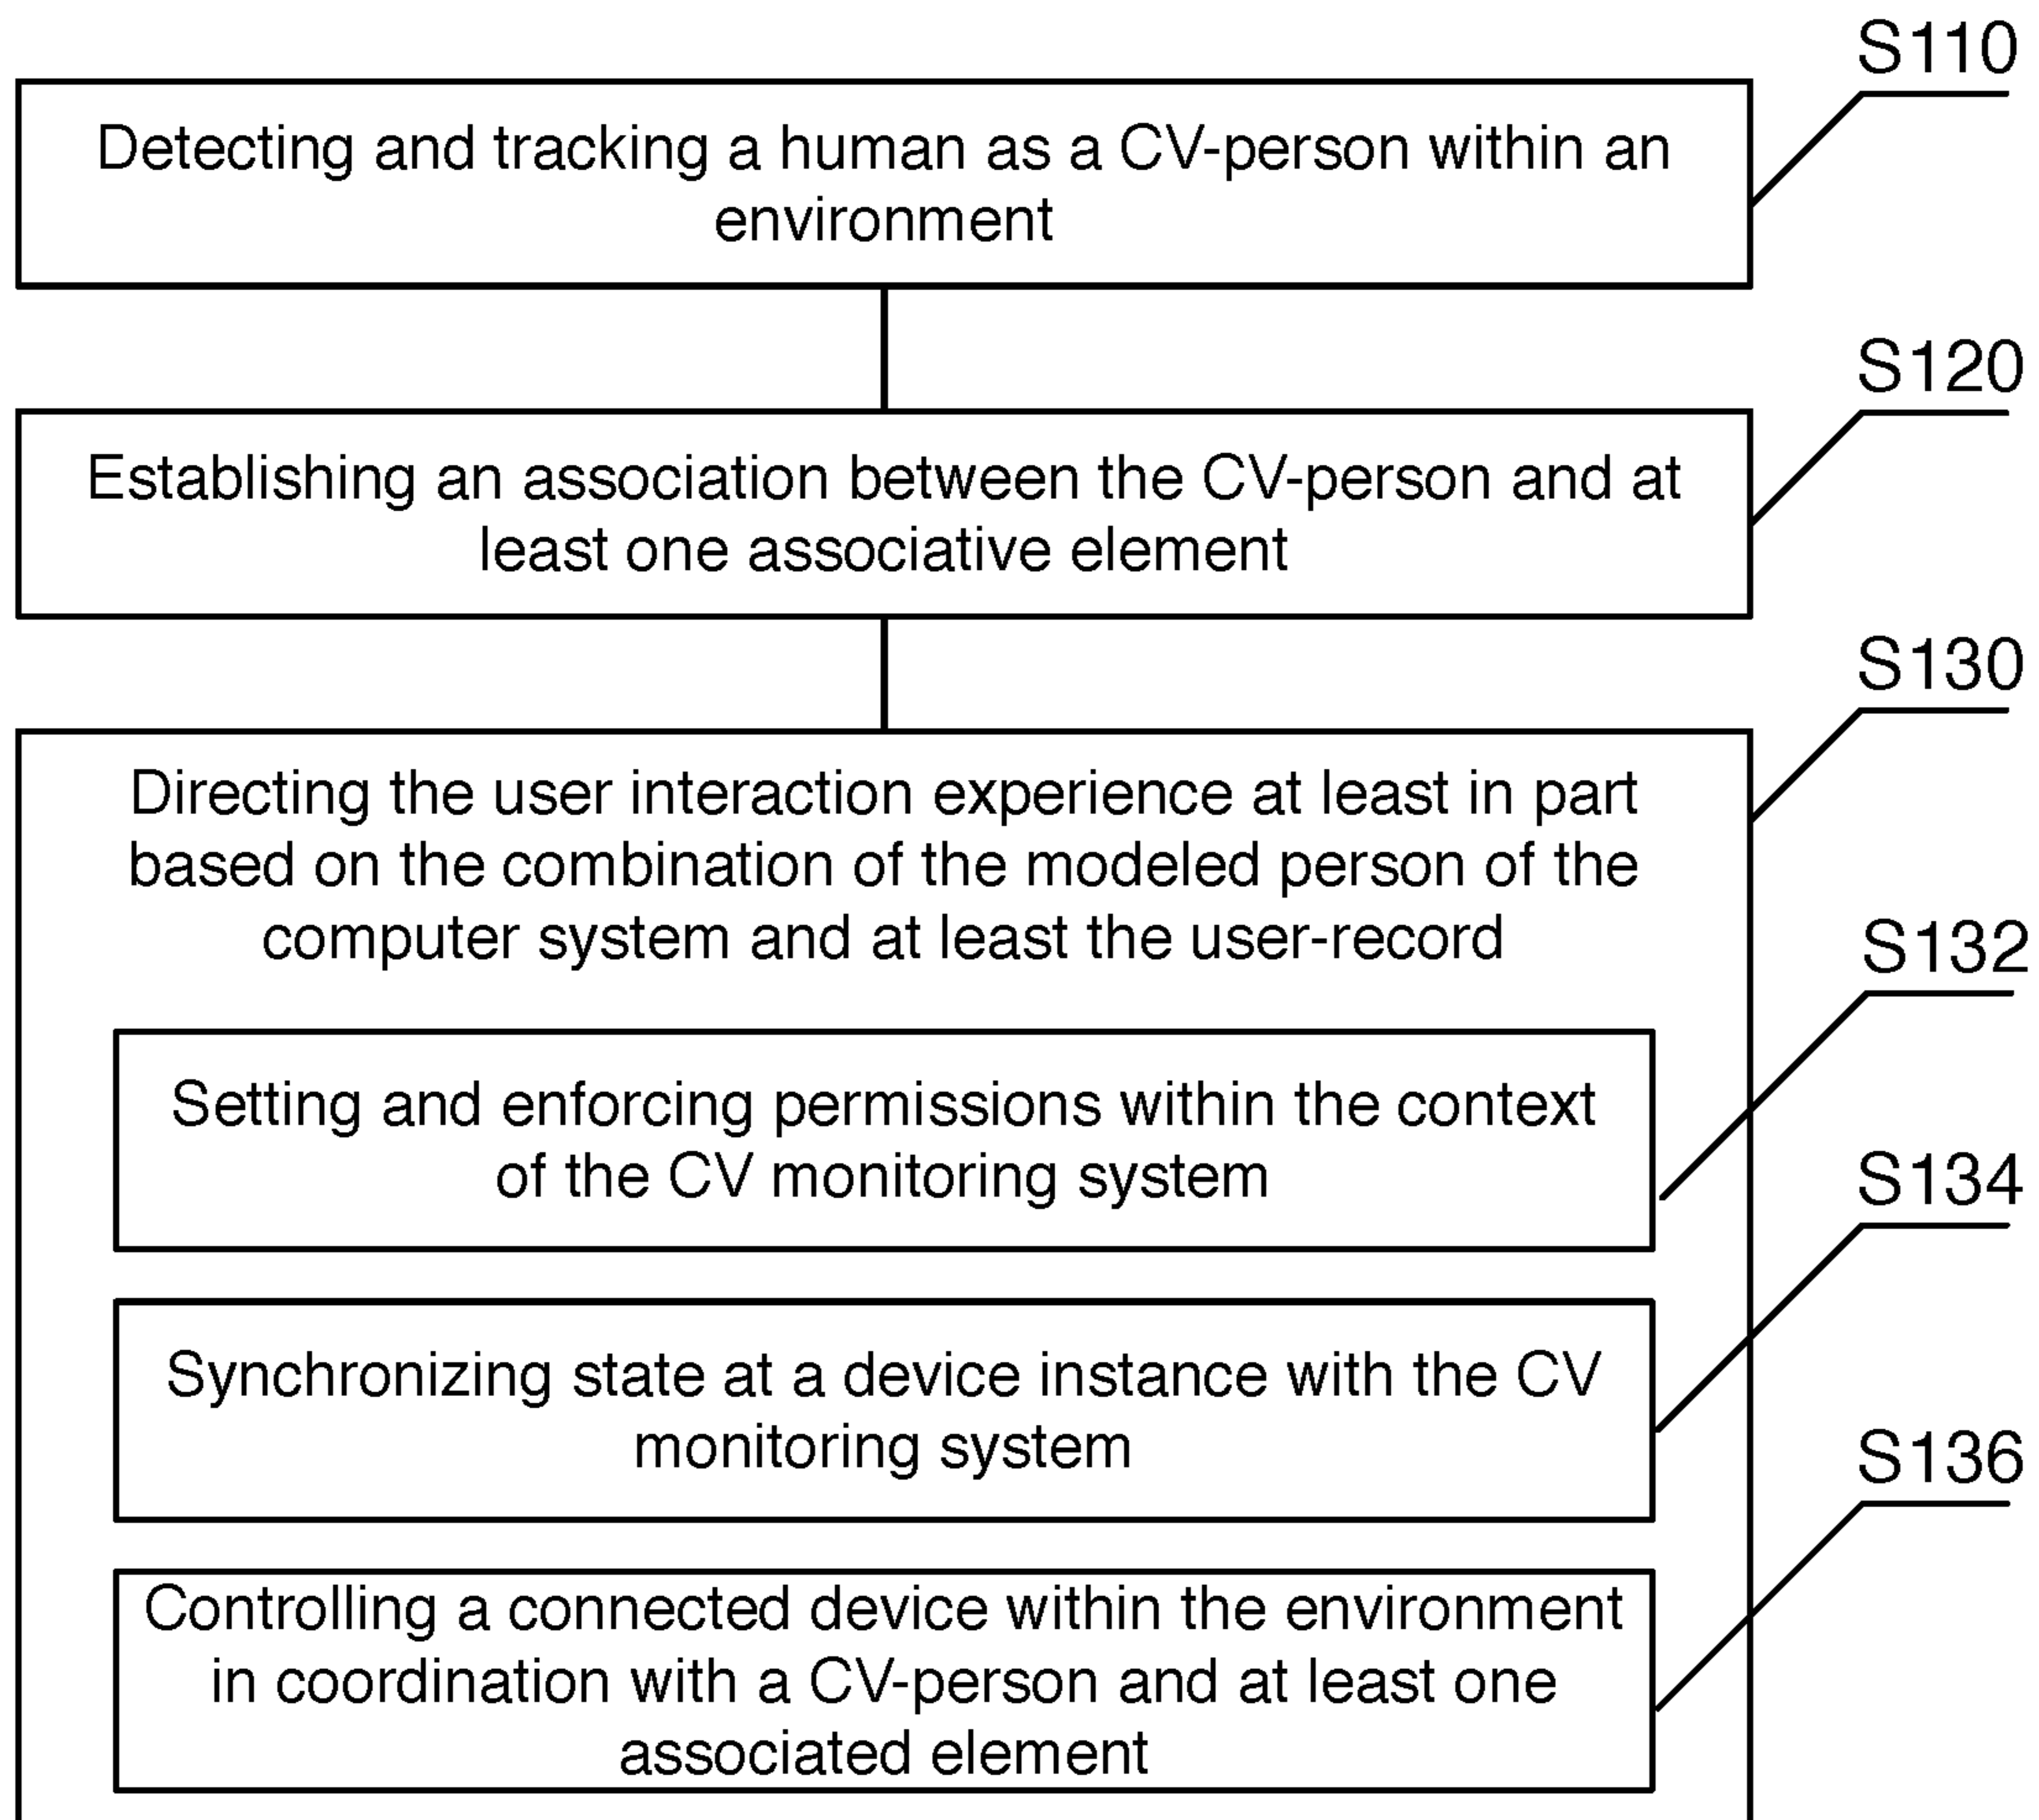 S110
Detecting and tracking a human as a CV-person within an
environment
S120
Establishing an association between the CV-person and at
least one associative element
S130
Directing the user interaction experience at least in part
based on the combination of the modeled person of the
computer system and at least the user-record
S132
Setting and enforcing permissions within the context
of the CV monitoring system
S134
Synchronizing state at a device instance with the CV
monitoring system
S136
Controlling a connected device within the environment
in coordination with a CV-person and at least one
associated element